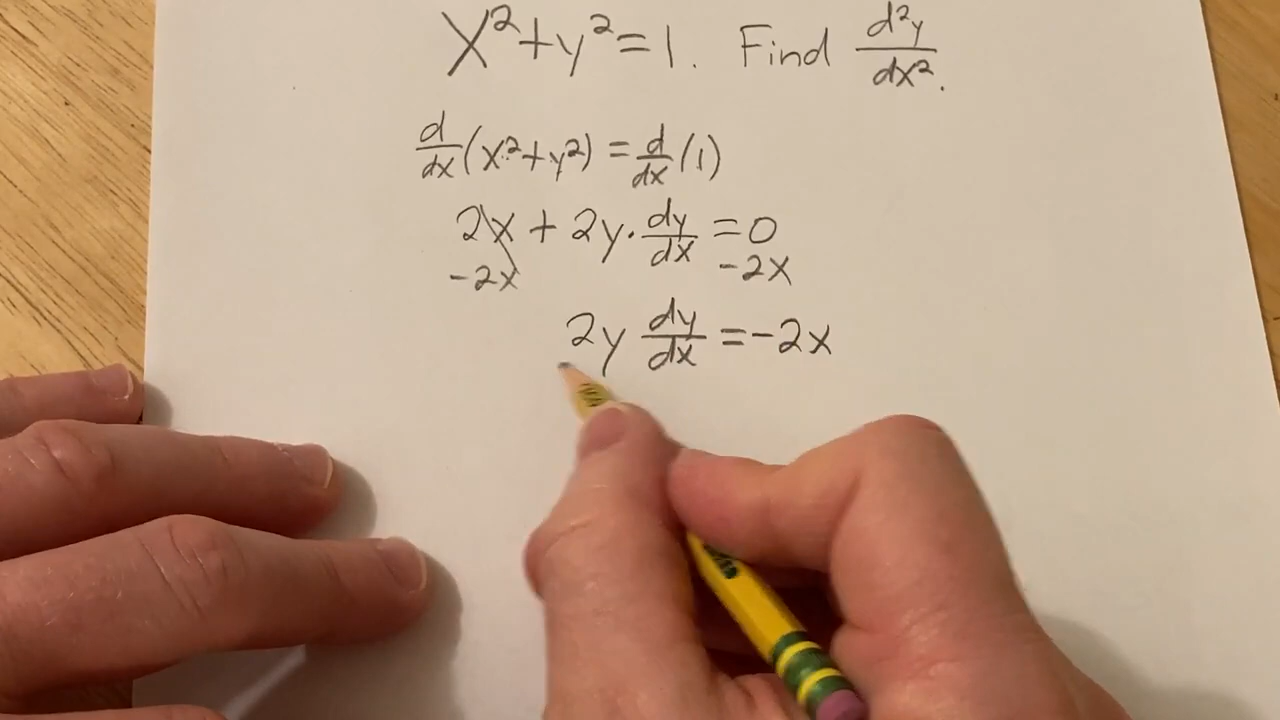 x²+y²=1. Find d²y/dx².
d/dx(x²+y²)=d/dx(1)
2x+2y·dy/dx=0
-2x -2x
2y dy/dx=-2x